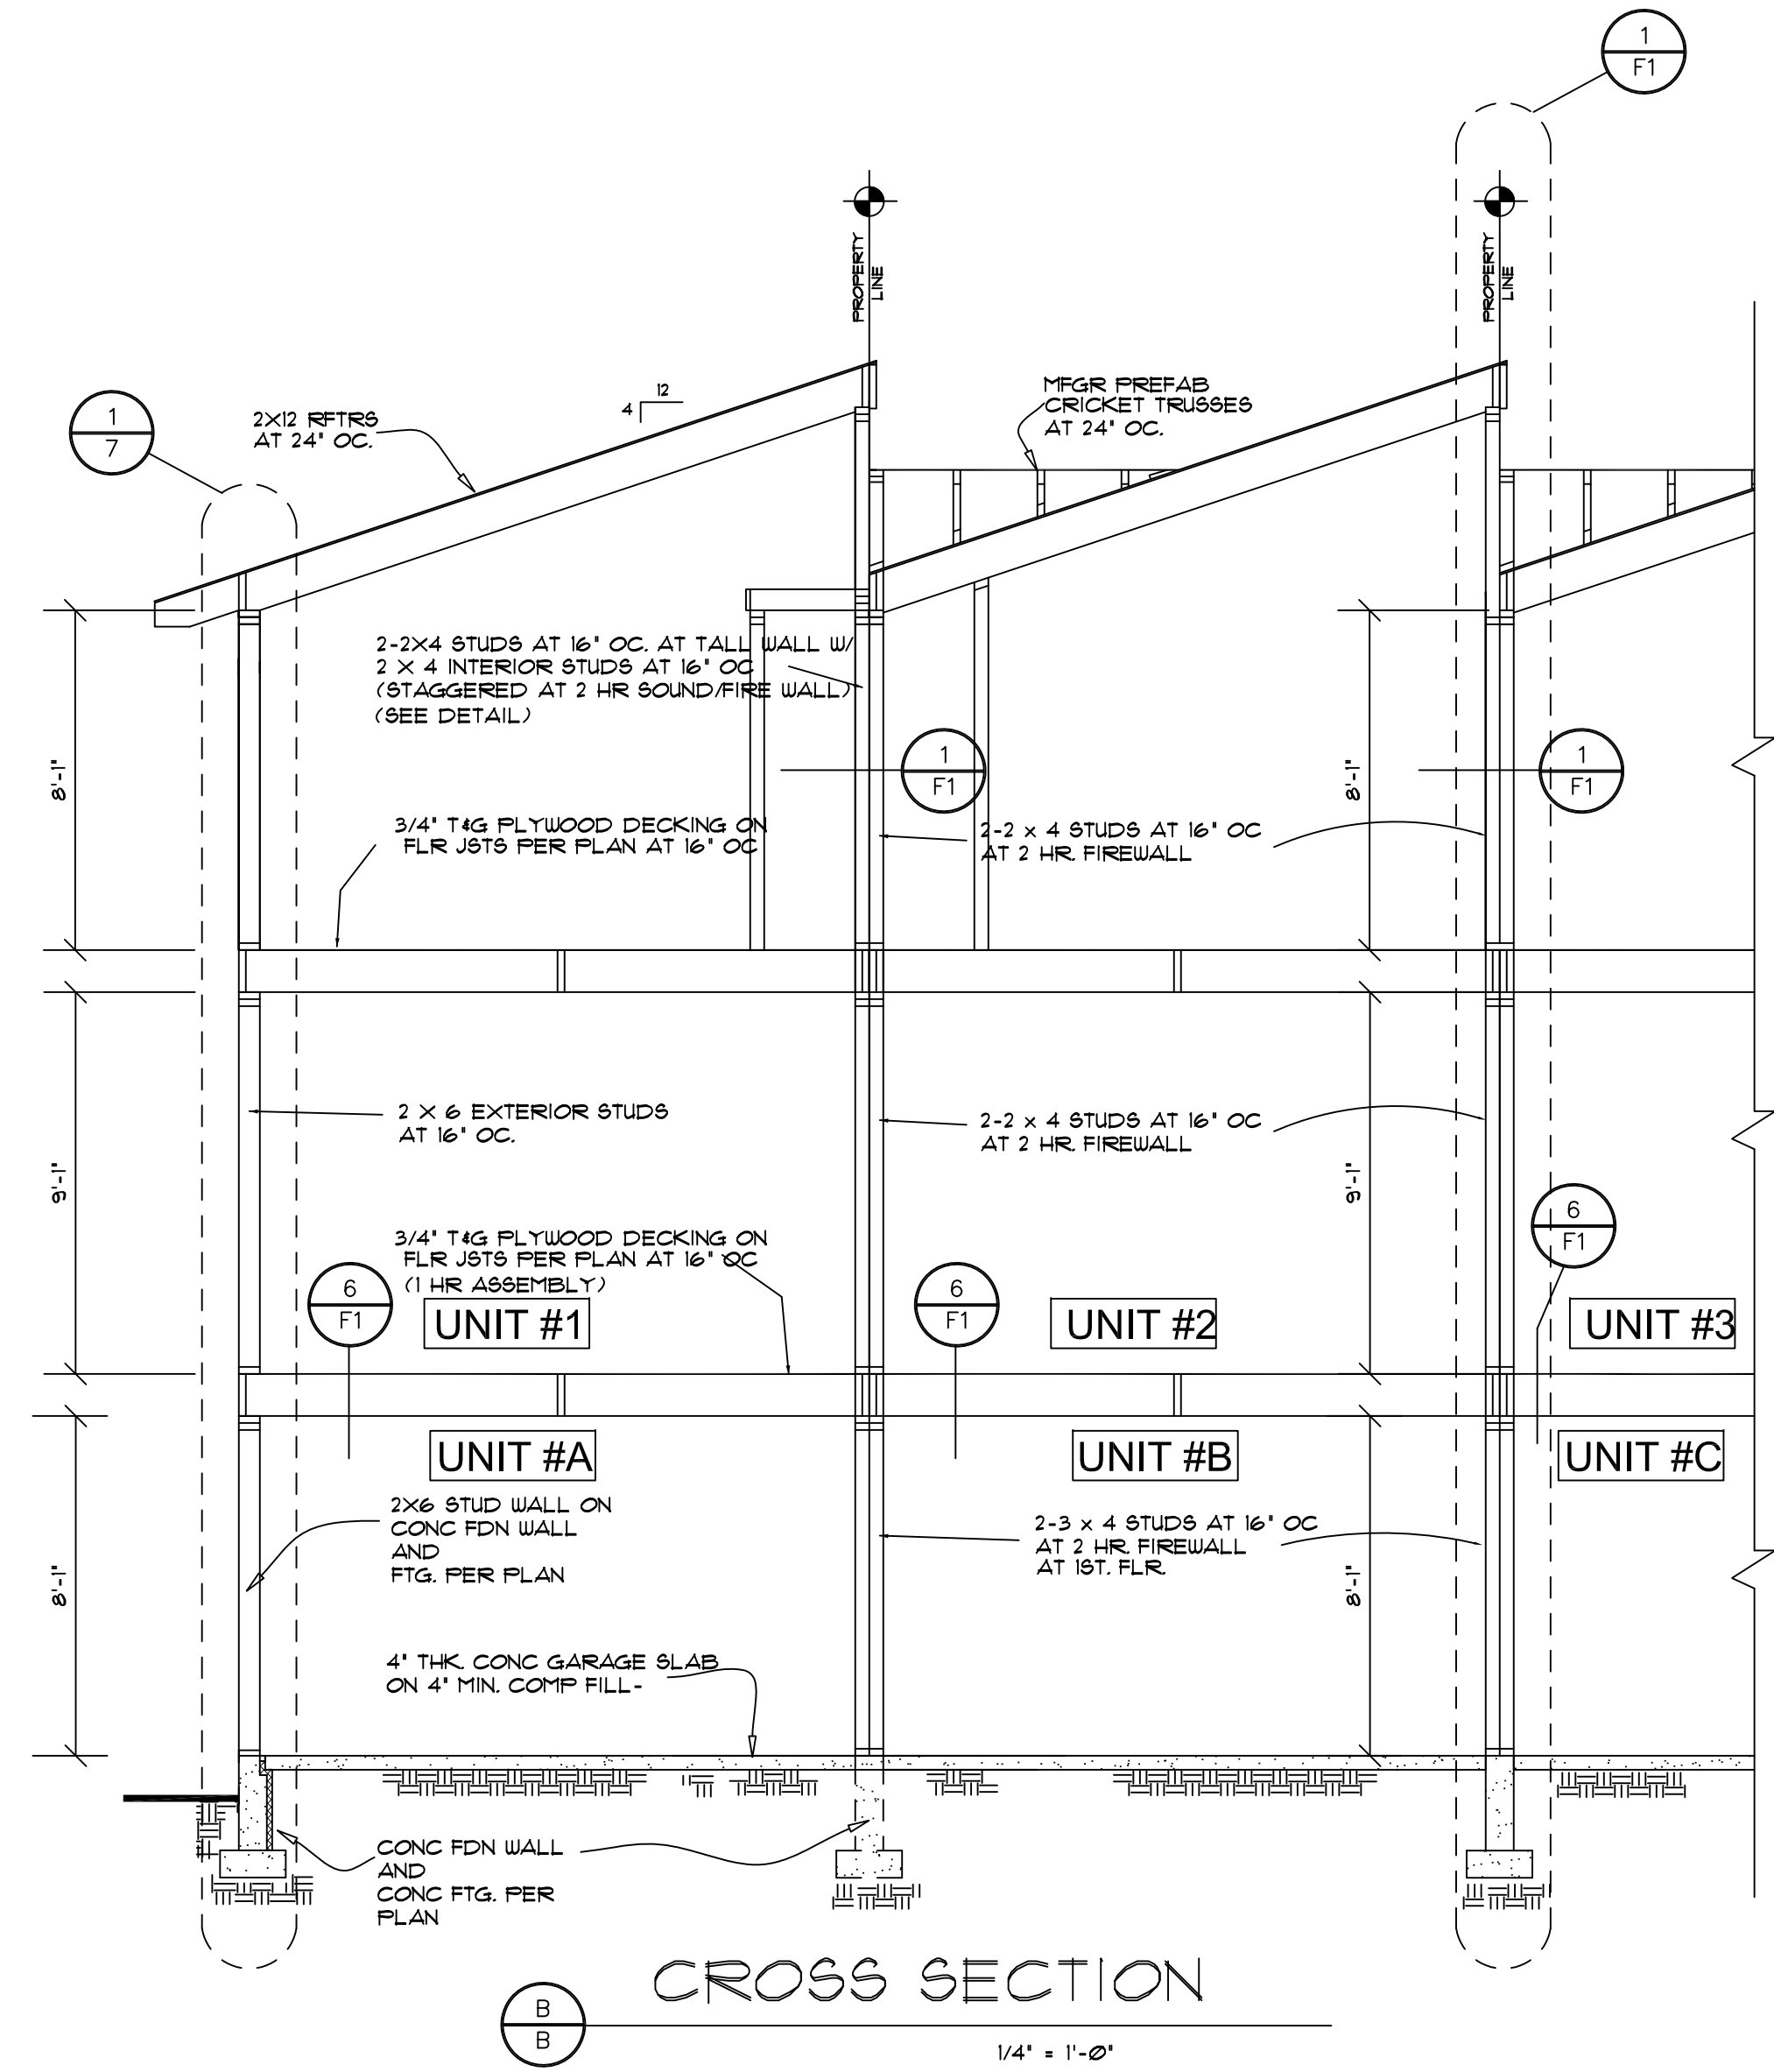 1
F1
PROPERTY
LINE
PROPERTY
LINE
1
7
2X12 RFTRS
AT 24" OC.
12
4
MFGR PREFAB
CRICKET TRUSSES
AT 24" OC.
2-2X4 STUDS AT 16" OC. AT TALL WALL W/
2 X 4 INTERIOR STUDS AT 16" OC
(STAGGERED AT 2 HR SOUND/FIRE WALL)
(SEE DETAIL)
8'-1"
1
F1
8'-1"
1
F1
3/4" T&G PLYWOOD DECKING ON
FLR JSTS PER PLAN AT 16" OC
2-2 x 4 STUDS AT 16" OC
AT 2 HR. FIREWALL
2 X 6 EXTERIOR STUDS
AT 16" OC.
2-2 x 4 STUDS AT 16" OC
AT 2 HR. FIREWALL
9'-1"
9'-1"
6
F1
3/4" T&G PLYWOOD DECKING ON
FLR JSTS PER PLAN AT 16" OC
(1 HR ASSEMBLY)
6
F1
UNIT #1
6
F1
UNIT #2
UNIT #3
UNIT #A
UNIT #B
UNIT #C
2X6 STUD WALL ON
CONC FDN WALL
AND
FTG. PER PLAN
2-3 x 4 STUDS AT 16" OC
AT 2 HR. FIREWALL
AT 1ST. FLR.
8'-1"
8'-1"
4" THK. CONC GARAGE SLAB
ON 4" MIN. COMP FILL-
CONC FDN WALL
AND
CONC FTG. PER
PLAN
CROSS SECTION
B
B
1/4" = 1'-0"